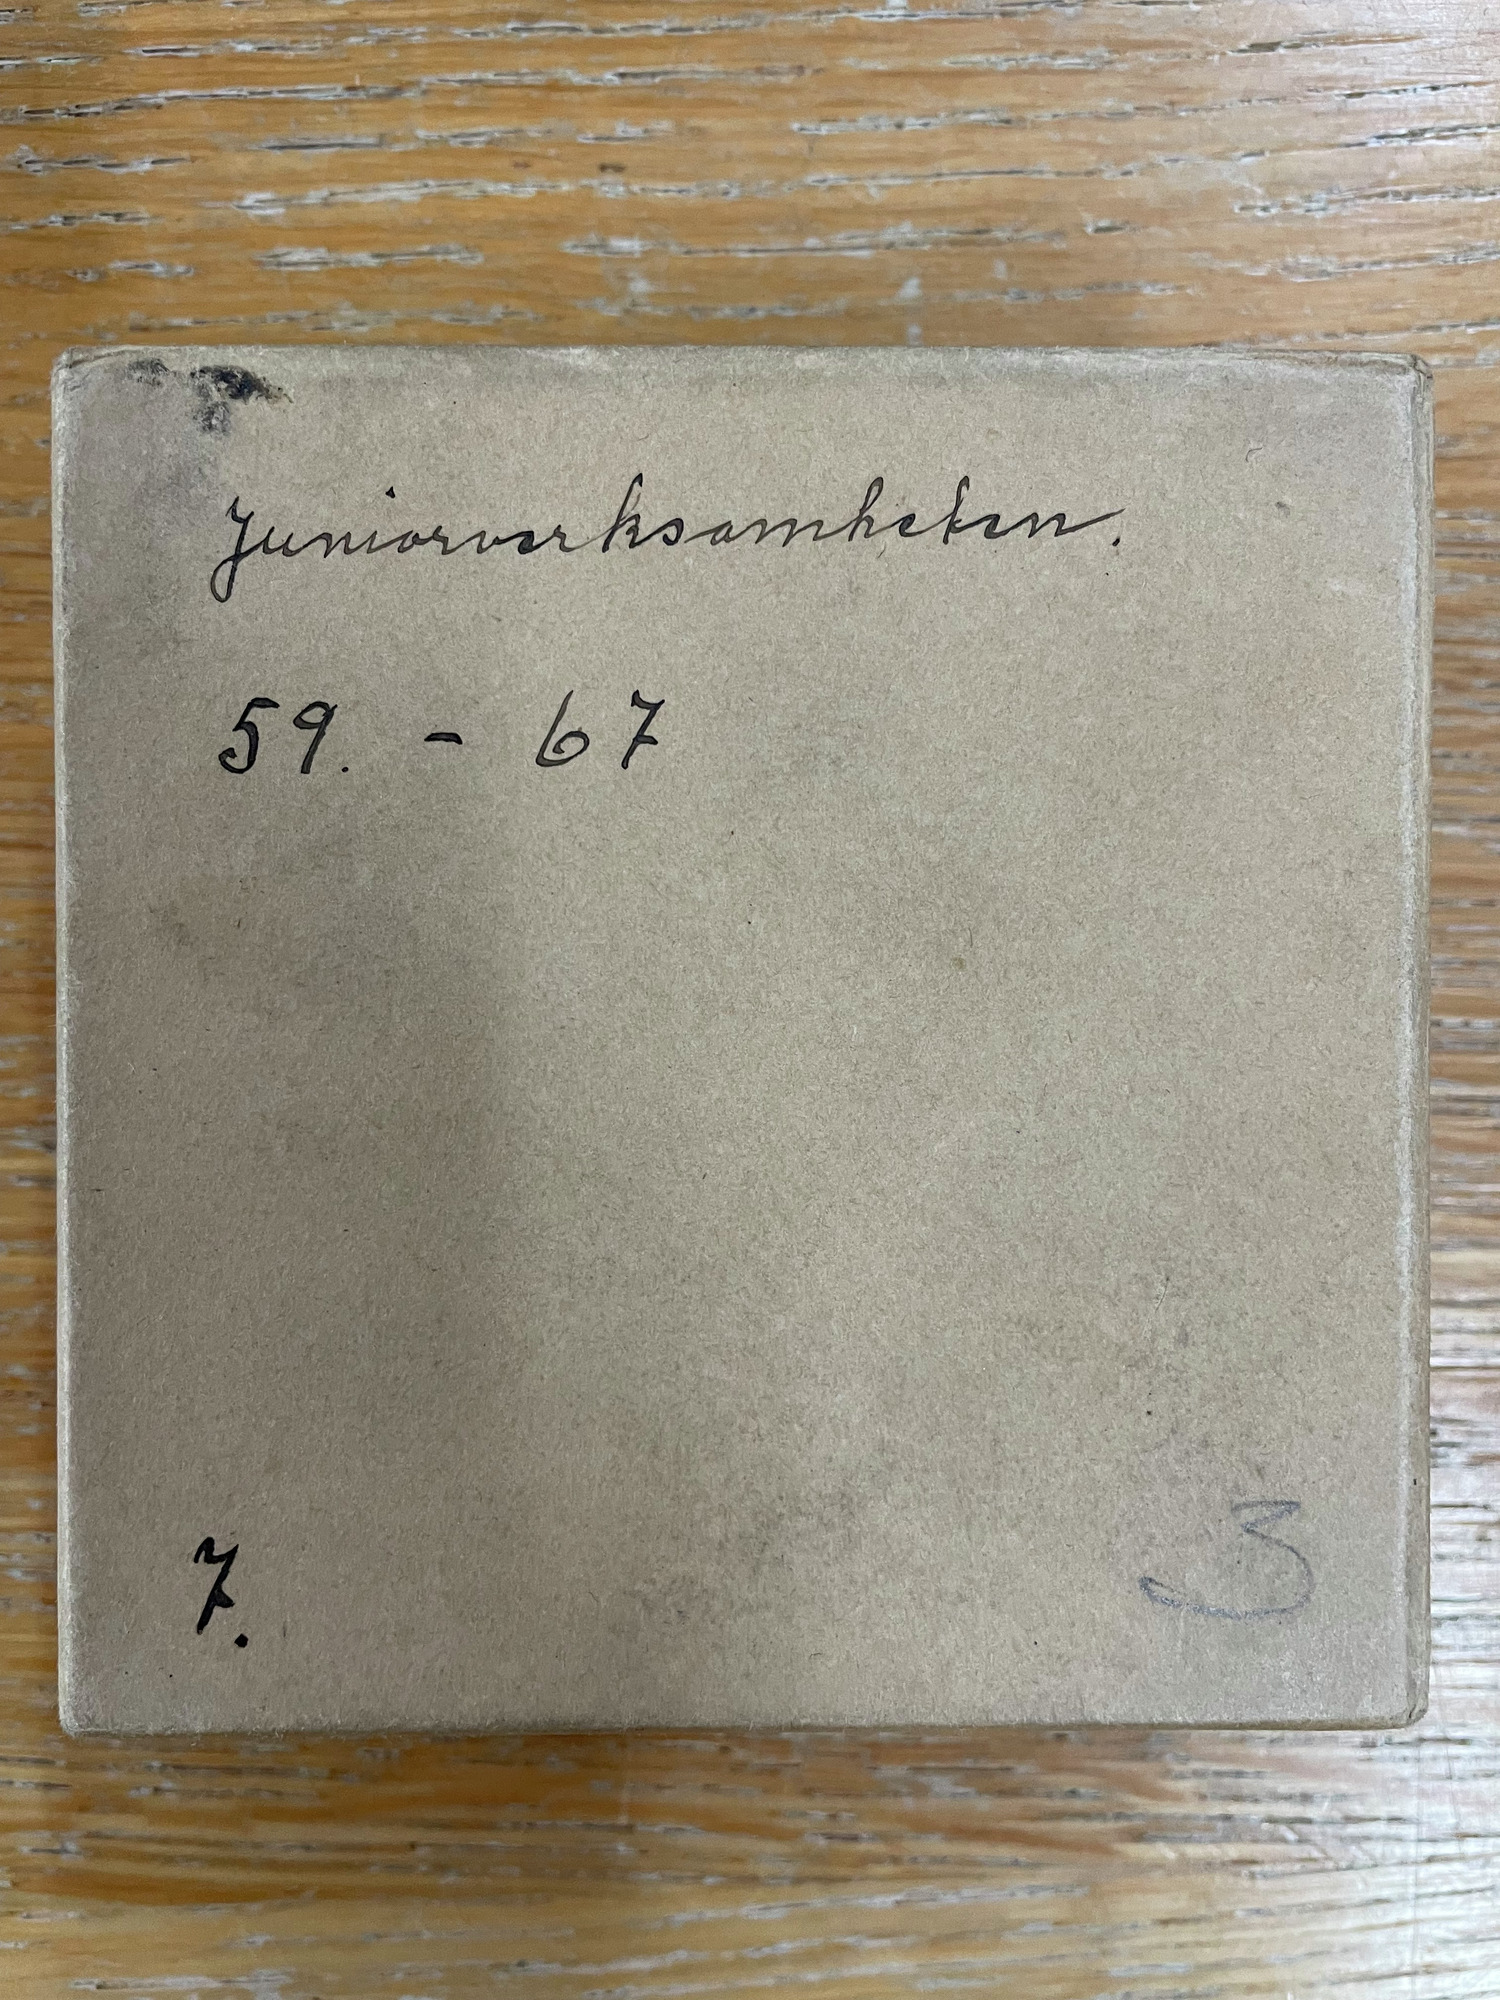 Juniorverksamheten.
59. - 67
7.
3